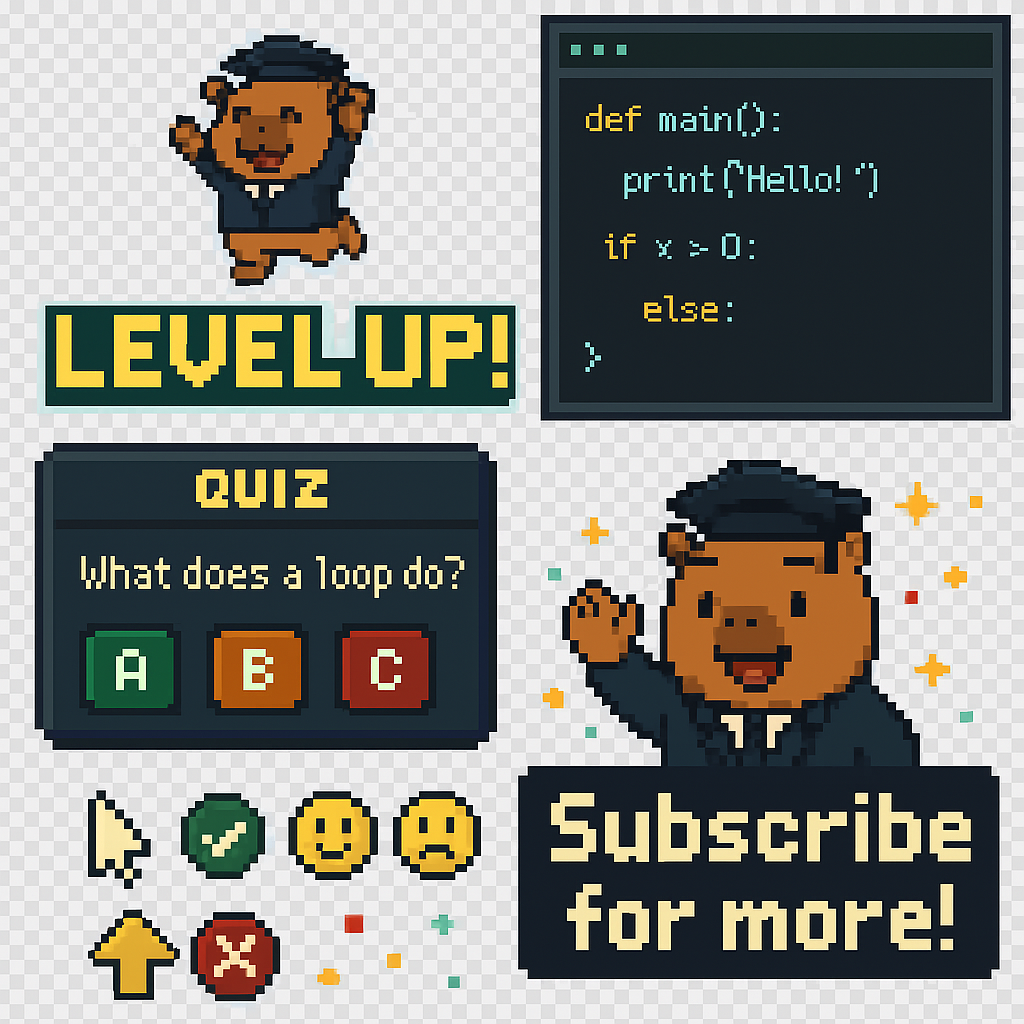 LEVEL UP!
def main():
print("Hello! ")
if x > 0:
else:
}
QUIZ
What does a loop do?
A B C
Subscribe
for more!